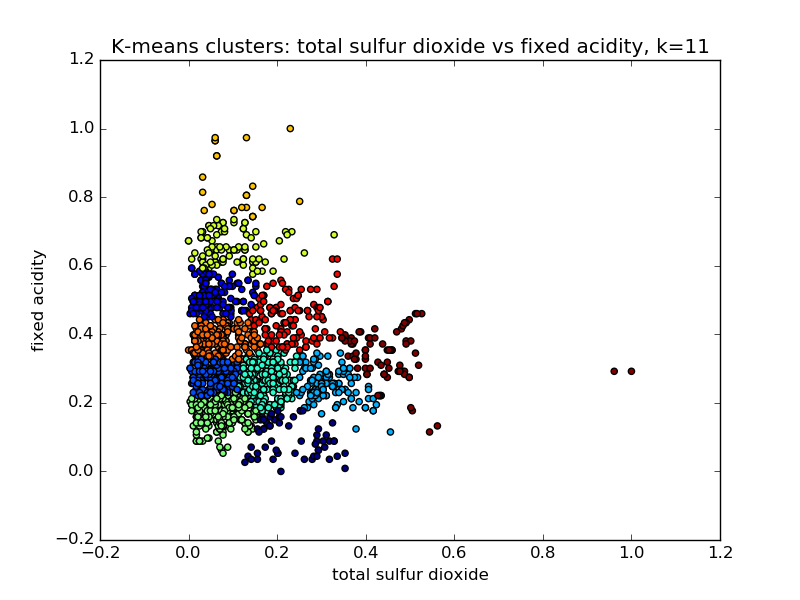 K-means clusters: total sulfur dioxide vs fixed acidity, k=11
1.2
1.0
0.8
0.6
0.4
0.2
0.0
−0.2
fixed acidity
−0.2 0.0 0.2 0.4 0.6 0.8 1.0 1.2
total sulfur dioxide